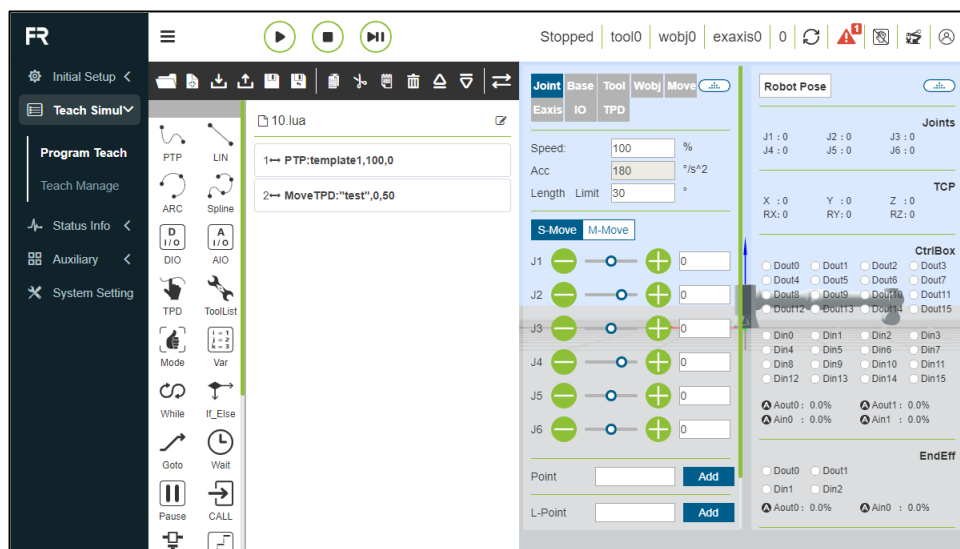 FR
Stopped tool0 wobj0 exaxis0 0 1
Initial Setup
Teach Simul
Program Teach
Teach Manage
Status Info
Auxiliary
System Setting
PTP LIN
ARC Spline
D I/O A I/O
DIO AIO
TPD ToolList
i = 1
j = 2
k = 3
Mode Var
While If_Else
Goto Wait
Pause CALL
10.lua
1 PTP:template1,100,0
2 MoveTPD:"test",0,50
Joint Base Tool Wobj Move
Eaxis IO TPD
Speed: 100 %
Acc 180 °/s^2
Length Limit 30 °
S-Move M-Move
J1 0
J2 0
J3 0
J4 0
J5 0
J6 0
Point Add
L-Point Add
Robot Pose
Joints
J1 : 0 J2 : 0 J3 : 0
J4 : 0 J5 : 0 J6 : 0
TCP
X : 0 Y : 0 Z : 0
RX: 0 RY: 0 RZ: 0
CtrlBox
Dout0 Dout1 Dout2 Dout3
Dout4 Dout5 Dout6 Dout7
Dout8 Dout9 Dout10 Dout11
Dout12 Dout13 Dout14 Dout15
Din0 Din1 Din2 Din3
Din4 Din5 Din6 Din7
Din8 Din9 Din10 Din11
Din12 Din13 Din14 Din15
A Aout0 : 0.0% A Aout1 : 0.0%
A Ain0 : 0.0% A Ain1 : 0.0%
EndEff
Dout0 Dout1
Din1 Din2
A Aout0 : 0.0% A Ain0 : 0.0%